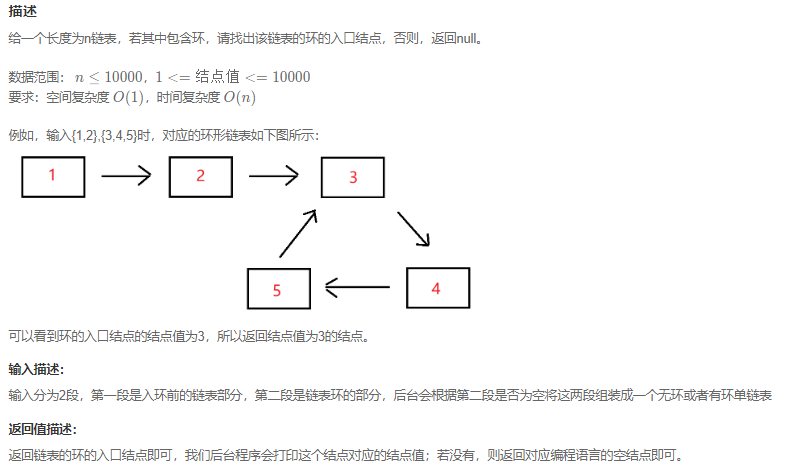 描述
给一个长度为n链表，若其中包含环，请找出该链表的环的入口结点，否则，返回null。
数据范围： n ≤ 10000，1 <= 结点值 <= 10000
要求：空间复杂度 O(1)，时间复杂度 O(n)
例如，输入{1,2},{3,4,5}时，对应的环形链表如下图所示：
1 2 3
5 4
可以看到环的入口结点的结点值为3，所以返回结点值为3的结点。
输入描述：
输入分为2段，第一段是入环前的链表部分，第二段是链表环的部分，后台会根据第二段是否为空将这两段组装成一个无环或者有环单链表
返回值描述：
返回链表的环的入口结点即可，我们后台程序会打印这个结点对应的结点值；若没有，则返回对应编程语言的空结点即可。